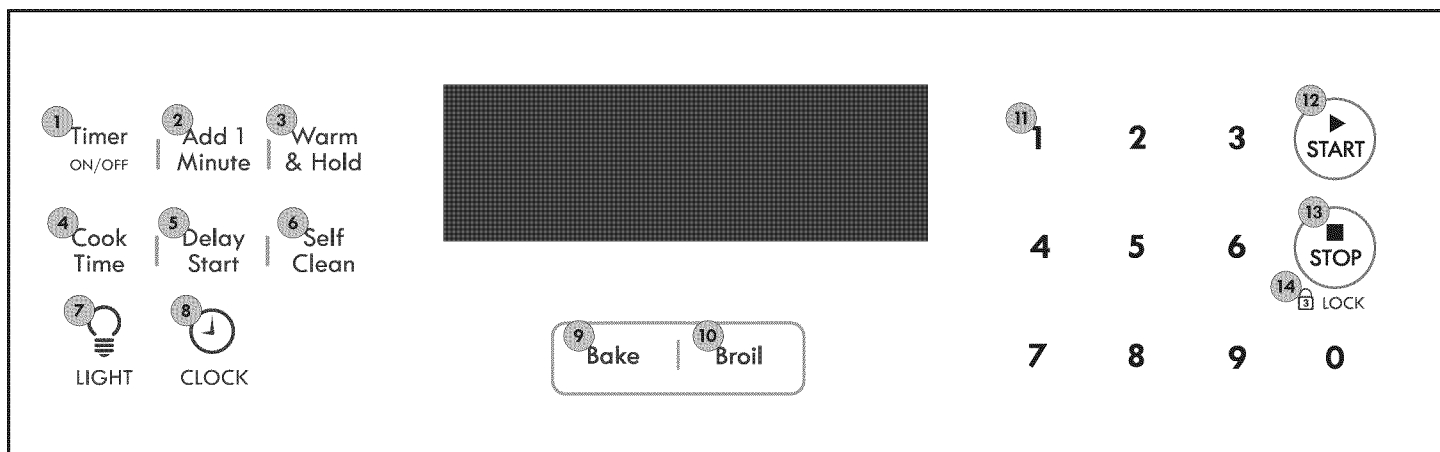 1 2 3
Timer Add 1 Warm
ON/OFF Minute & Hold
4 5 6
Cook Delay Self
Time Start Clean
7 8
LIGHT CLOCK
9 10
Bake Broil
11 12
1 2 3 START
13
4 5 6 STOP
14 3 LOCK
7 8 9 0